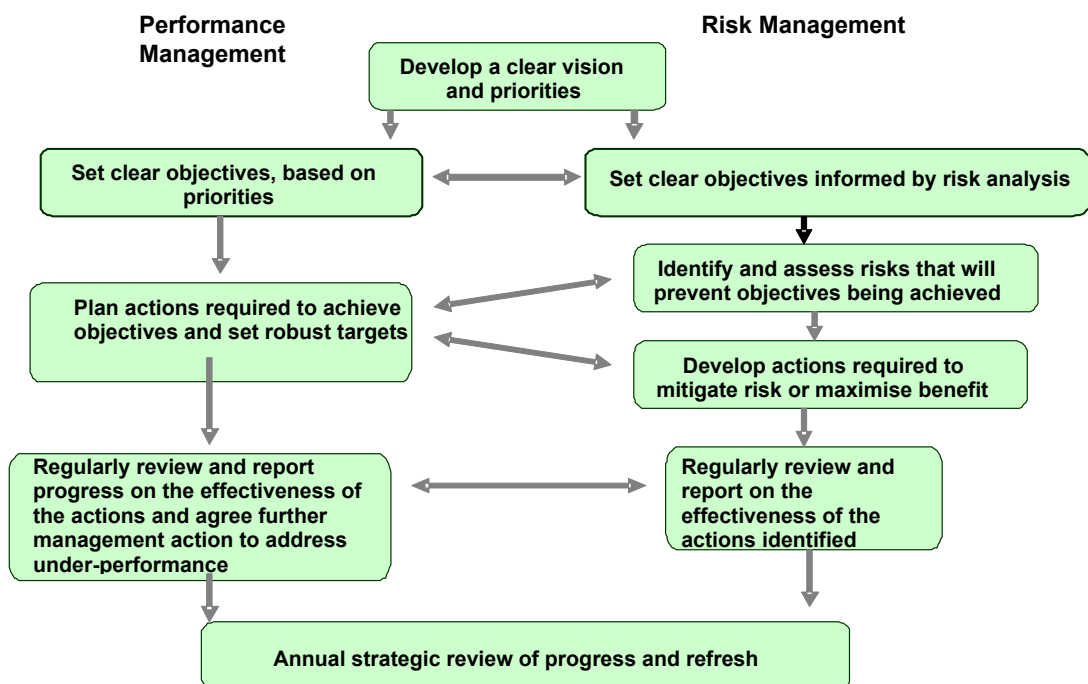 Performance
Management
Risk Management
Develop a clear vision
and priorities
Set clear objectives, based on
priorities
Set clear objectives informed by risk analysis
Identify and assess risks that will
prevent objectives being achieved
Plan actions required to achieve
objectives and set robust targets
Develop actions required to
mitigate risk or maximise benefit
Regularly review and report
progress on the effectiveness of
the actions and agree further
management action to address
under-performance
Regularly review and
report on the
effectiveness of the
actions identified
Annual strategic review of progress and refresh